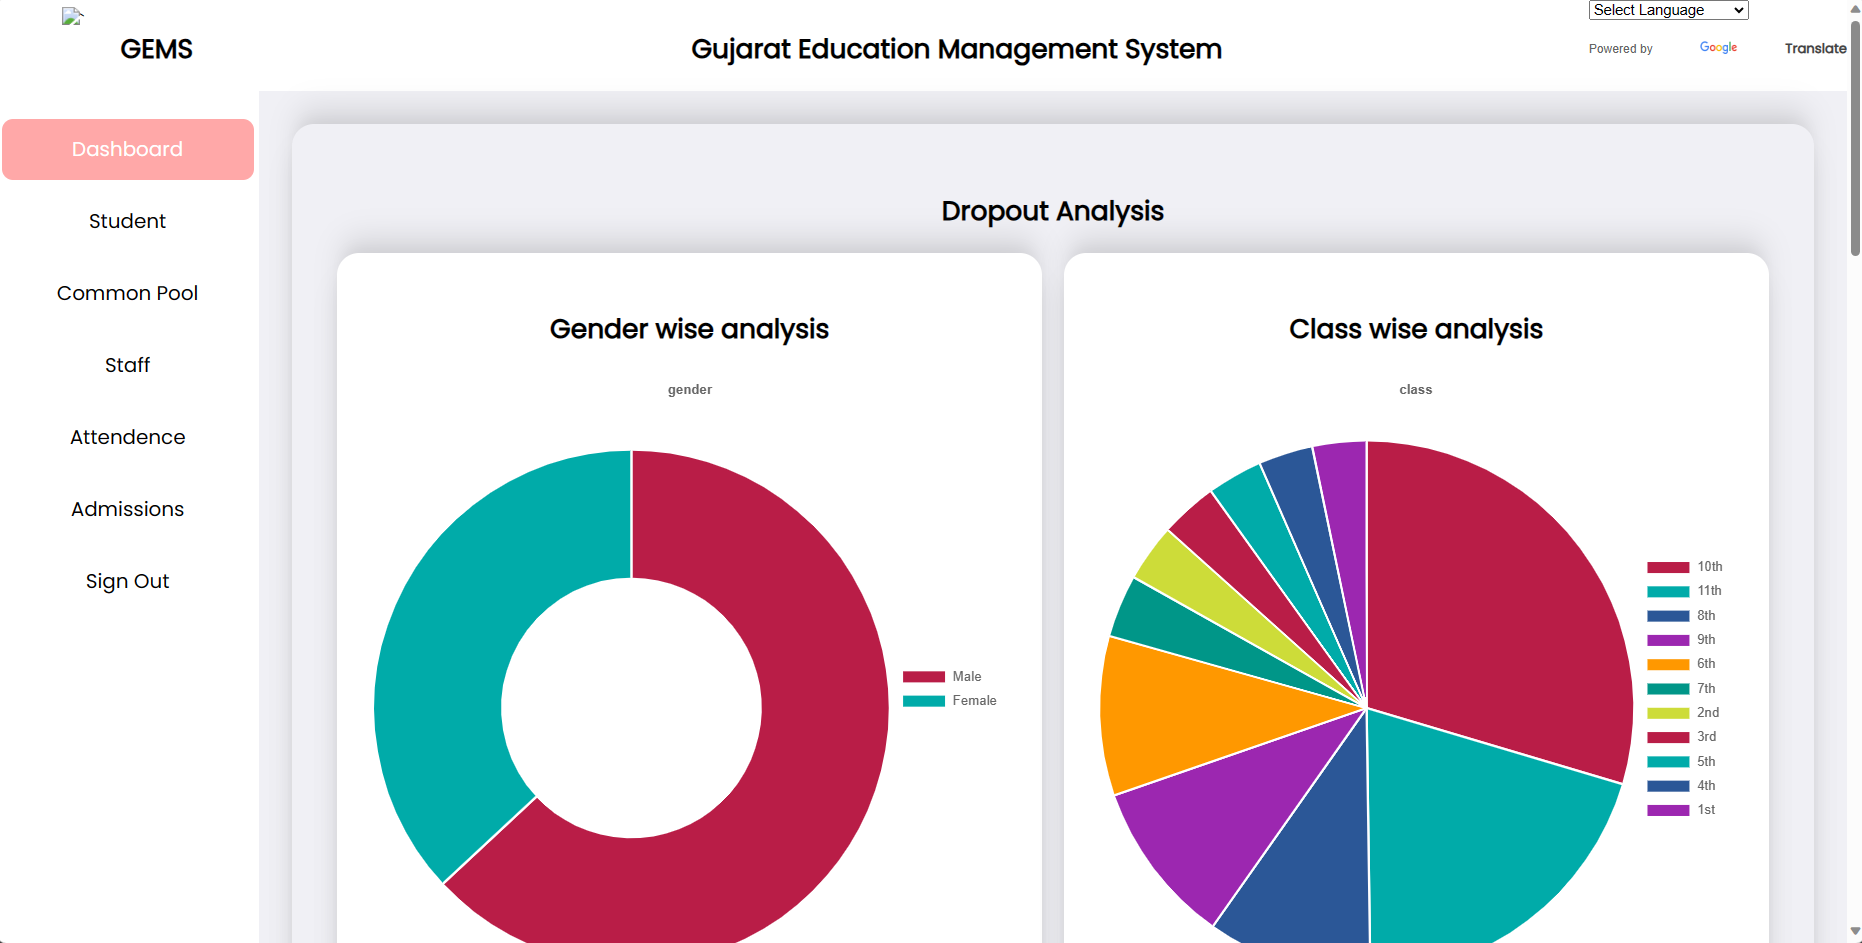 GEMS
Gujarat Education Management System
Select Language
Powered by Google Translate
Dashboard
Student
Common Pool
Staff
Attendence
Admissions
Sign Out
Dropout Analysis
Gender wise analysis
gender
Male
Female
Class wise analysis
class
10th
11th
8th
9th
6th
7th
2nd
3rd
5th
4th
1st